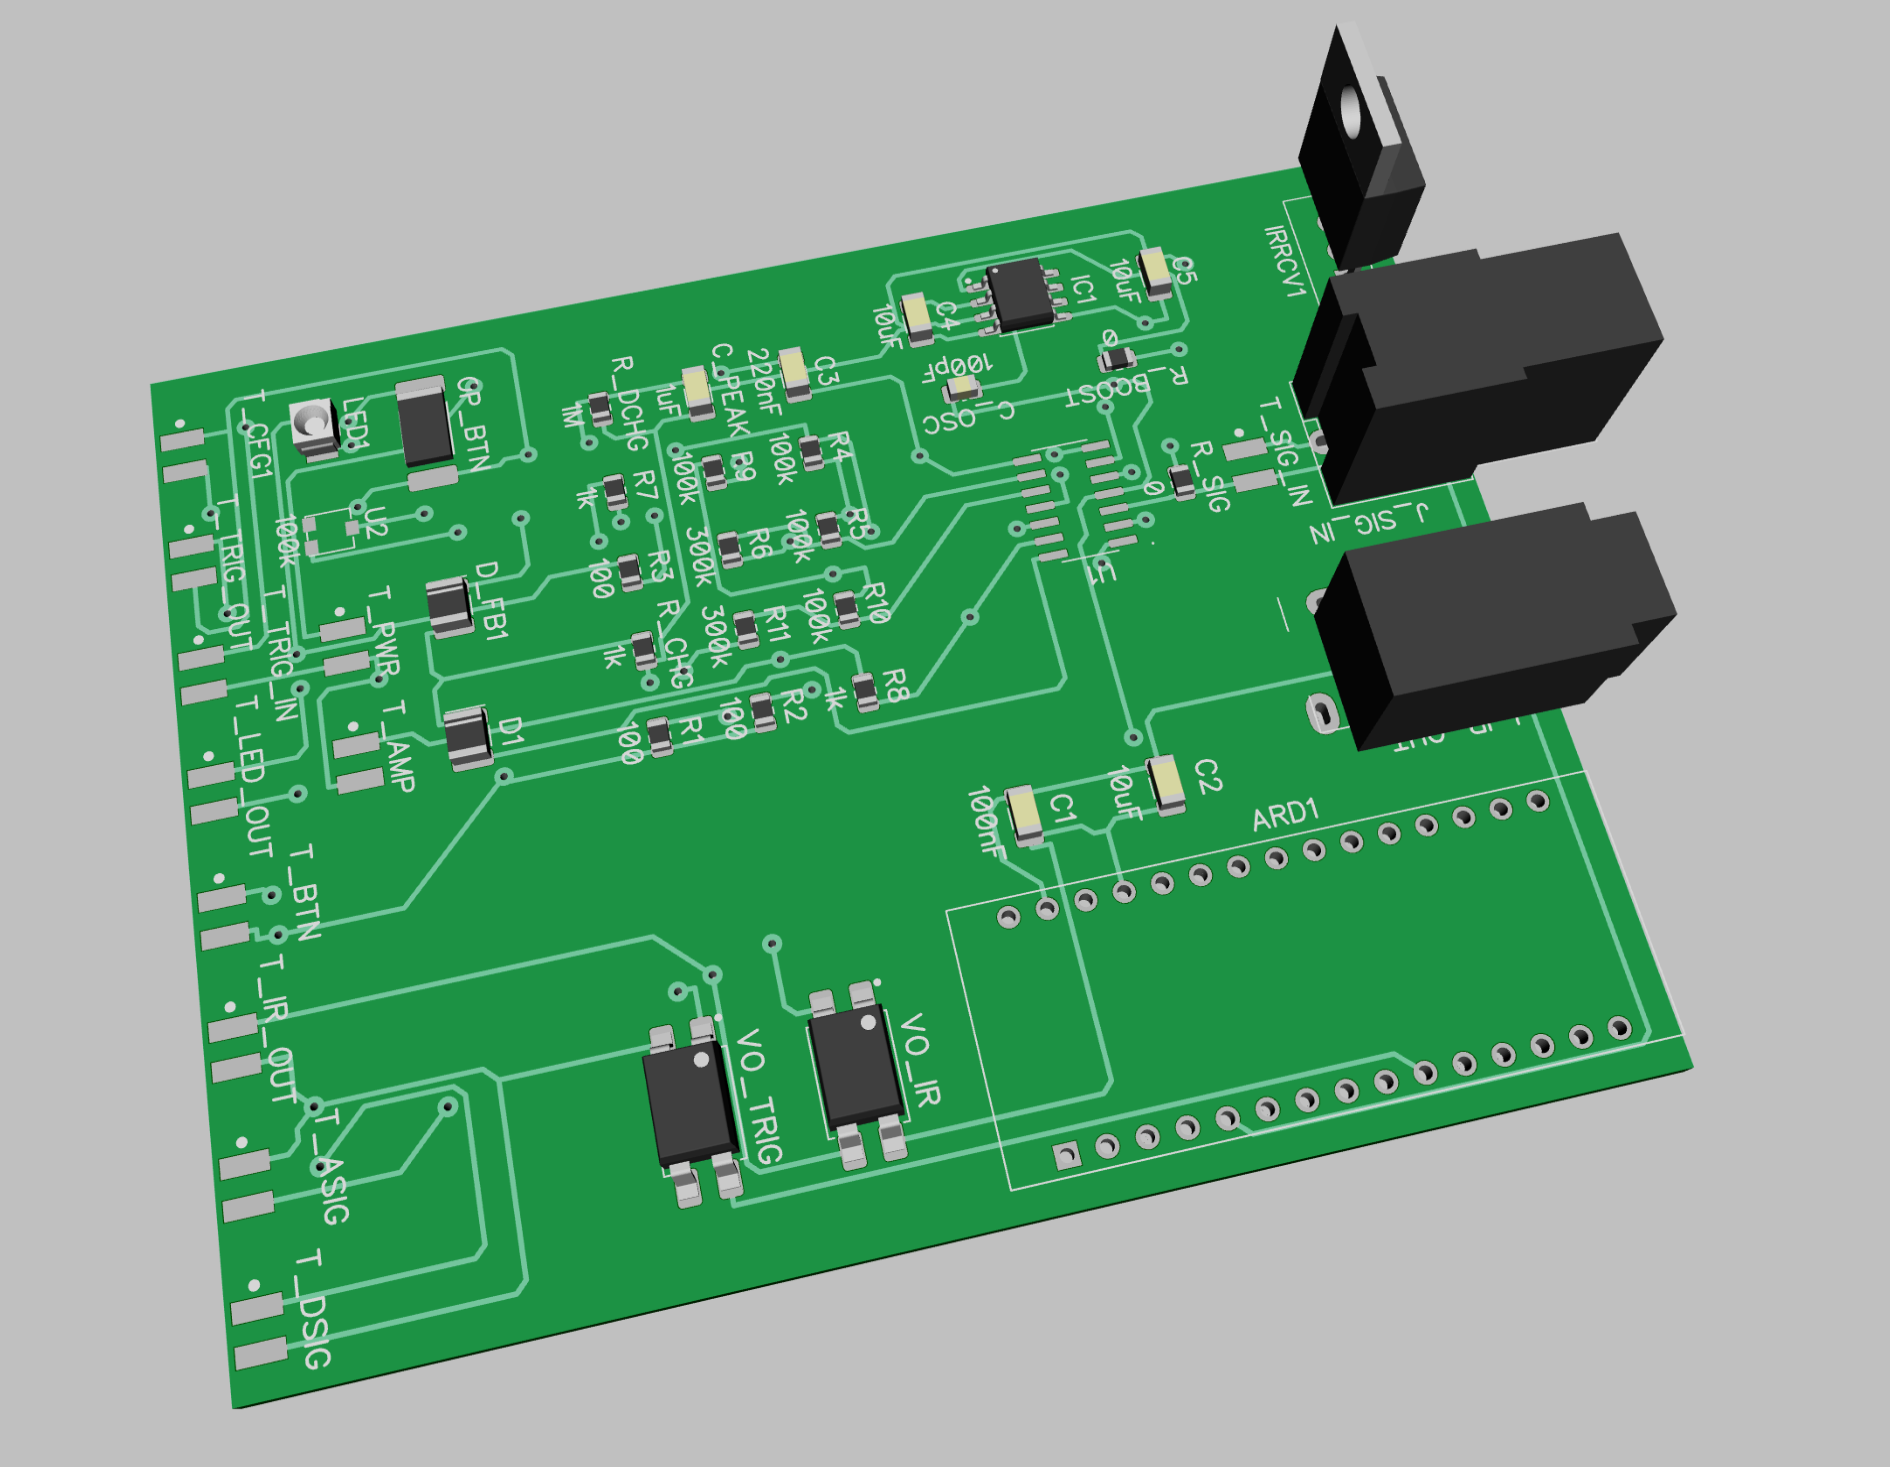 IRRCV1
C5
10uF
IC1
C4
10uF
0
R_BOOST
100pF
C_OSC
C3
220nF
C_PEAK
1uF
R_DCHG
1M
CP_BTN
LED1
T_CFG1
R4
100k
R9
100k
R7
1k
T_SIG_IN
R_SIG
0
J_SIG_IN
U2
100k
T_TRIG_OUT
R5
100k
R6
300k
R3
100
U1
D_FB1
T_PWR
T_TRIG_IN
R10
100k
R11
300k
R_CHG
1k
R8
1k
R2
100
R1
100
D1
T_AMP
T_LED_OUT
C2
10uF
C1
100nF
ARD1
T_BTN
T_IR_OUT
VO_IR
VO_TRIG
T_ASIG
T_DSIG